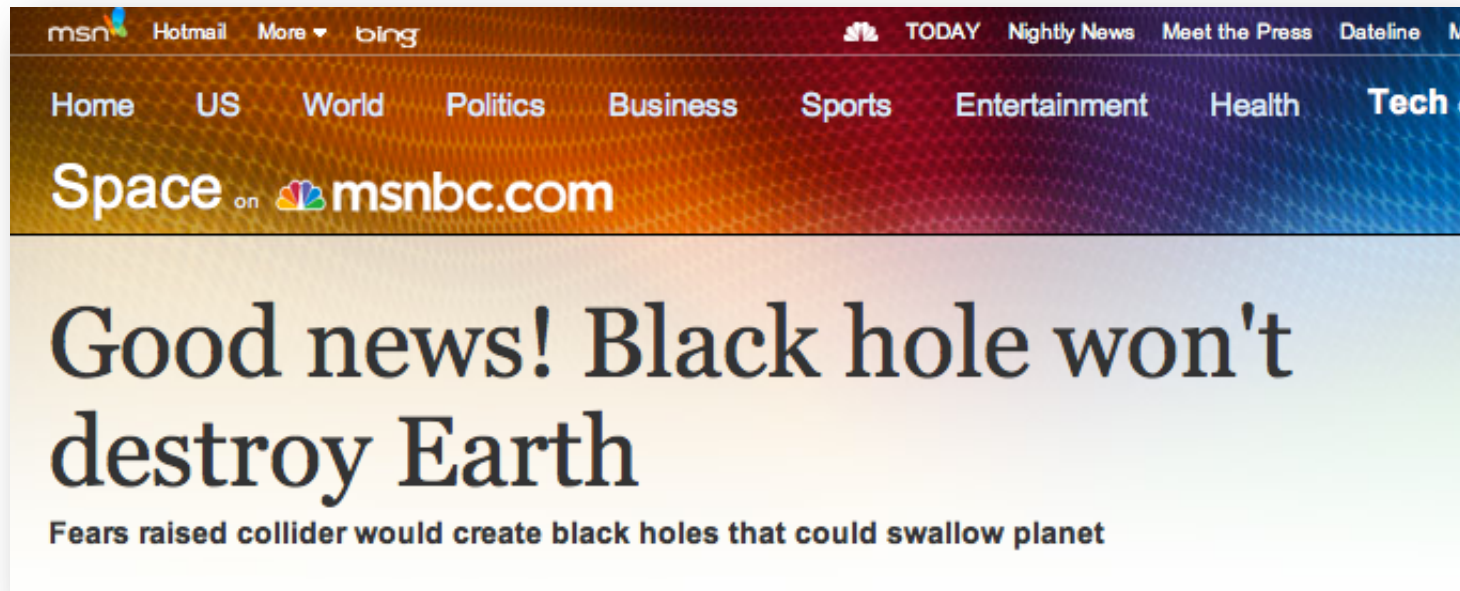 msn Hotmail More bing TODAY Nightly News Meet the Press Dateline
Home US World Politics Business Sports Entertainment Health Tech
Space on msnbc.com
Good news! Black hole won't
destroy Earth
Fears raised collider would create black holes that could swallow planet